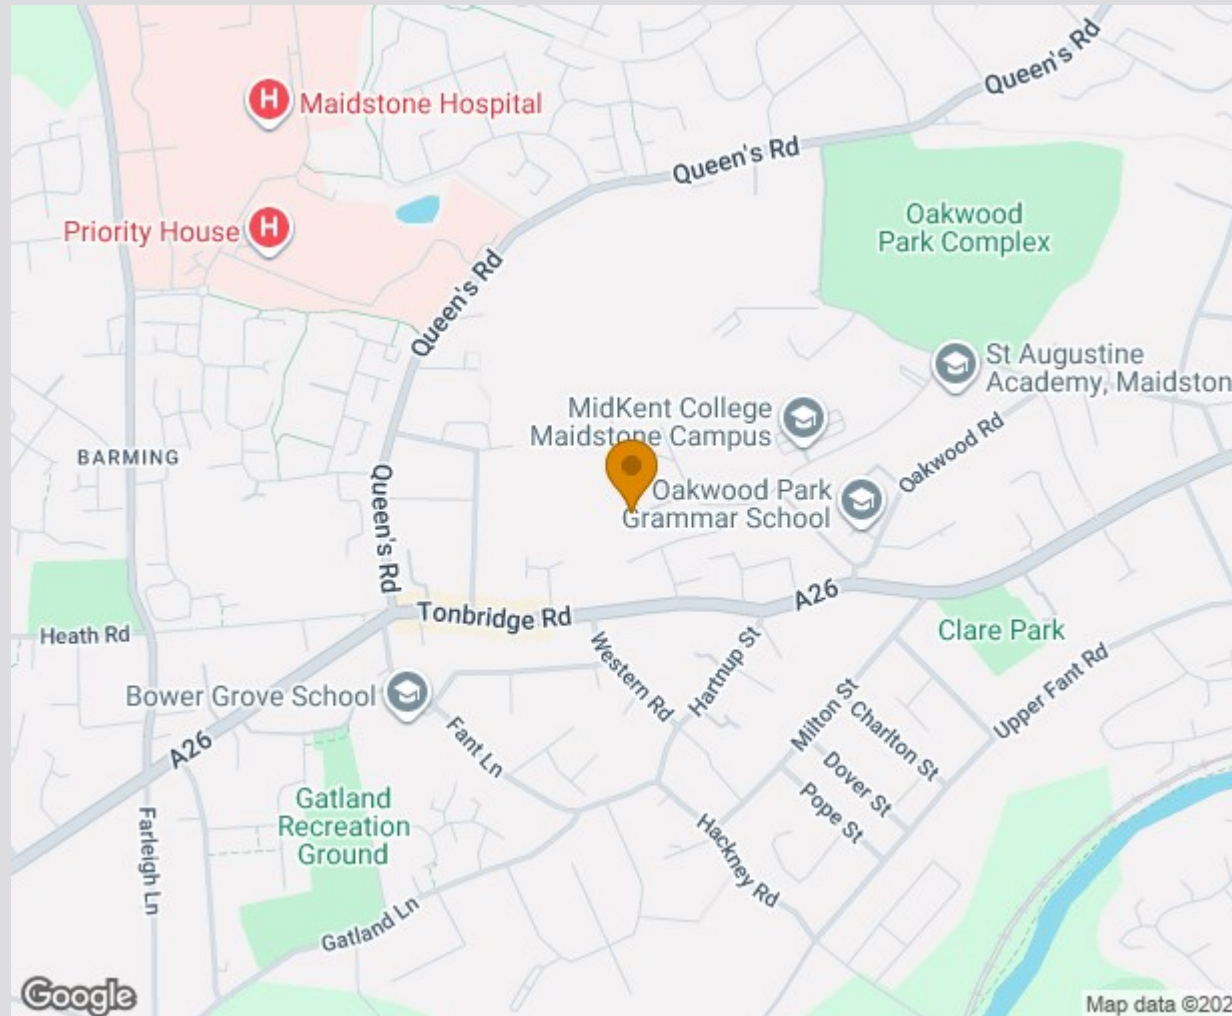 Queen's Rd
Maidstone Hospital
Queen's Rd
Oakwood
Park Complex
Priority House
Queen's Rd
St Augustine
Academy, Maidston
MidKent College
Maidstone Campus
Oakwood Rd
BARMING
Queen's Rd
Oakwood Park
Grammar School
A26
Tonbridge Rd
Heath Rd
Clare Park
Western Rd
Hartnup St
Upper Fant Rd
Bower Grove School
Milton St
Charlton St
A26
Fant Ln
Dover St
Pope St
Gatland
Recreation
Ground
Farleigh Ln
Hackney Rd
Gatland Ln
Google
Map data ©202